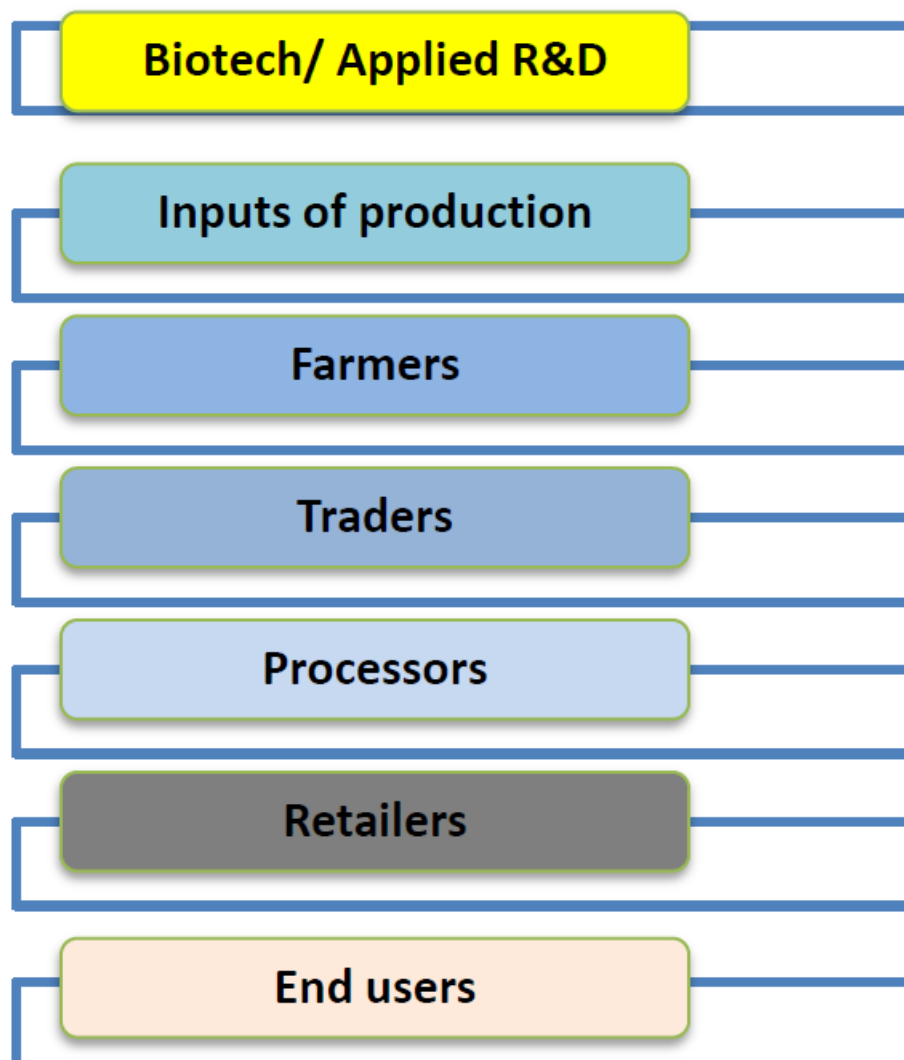 Biotech/ Applied R&D
Inputs of production
Farmers
Traders
Processors
Retailers
End users